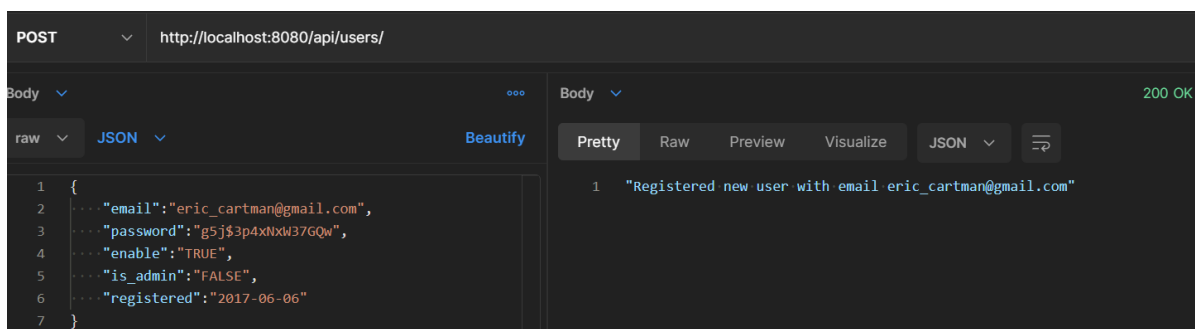 POST http://localhost:8080/api/users/
Body ooo
raw JSON Beautify
1 {
2 "email":"eric_cartman@gmail.com",
3 "password":"g5j$3p4xNxW37GQw",
4 "enable":"TRUE",
5 "is_admin":"FALSE",
6 "registered":"2017-06-06"
7 }
Body 200 OK
Pretty Raw Preview Visualize JSON
1 "Registered new user with email eric_cartman@gmail.com"